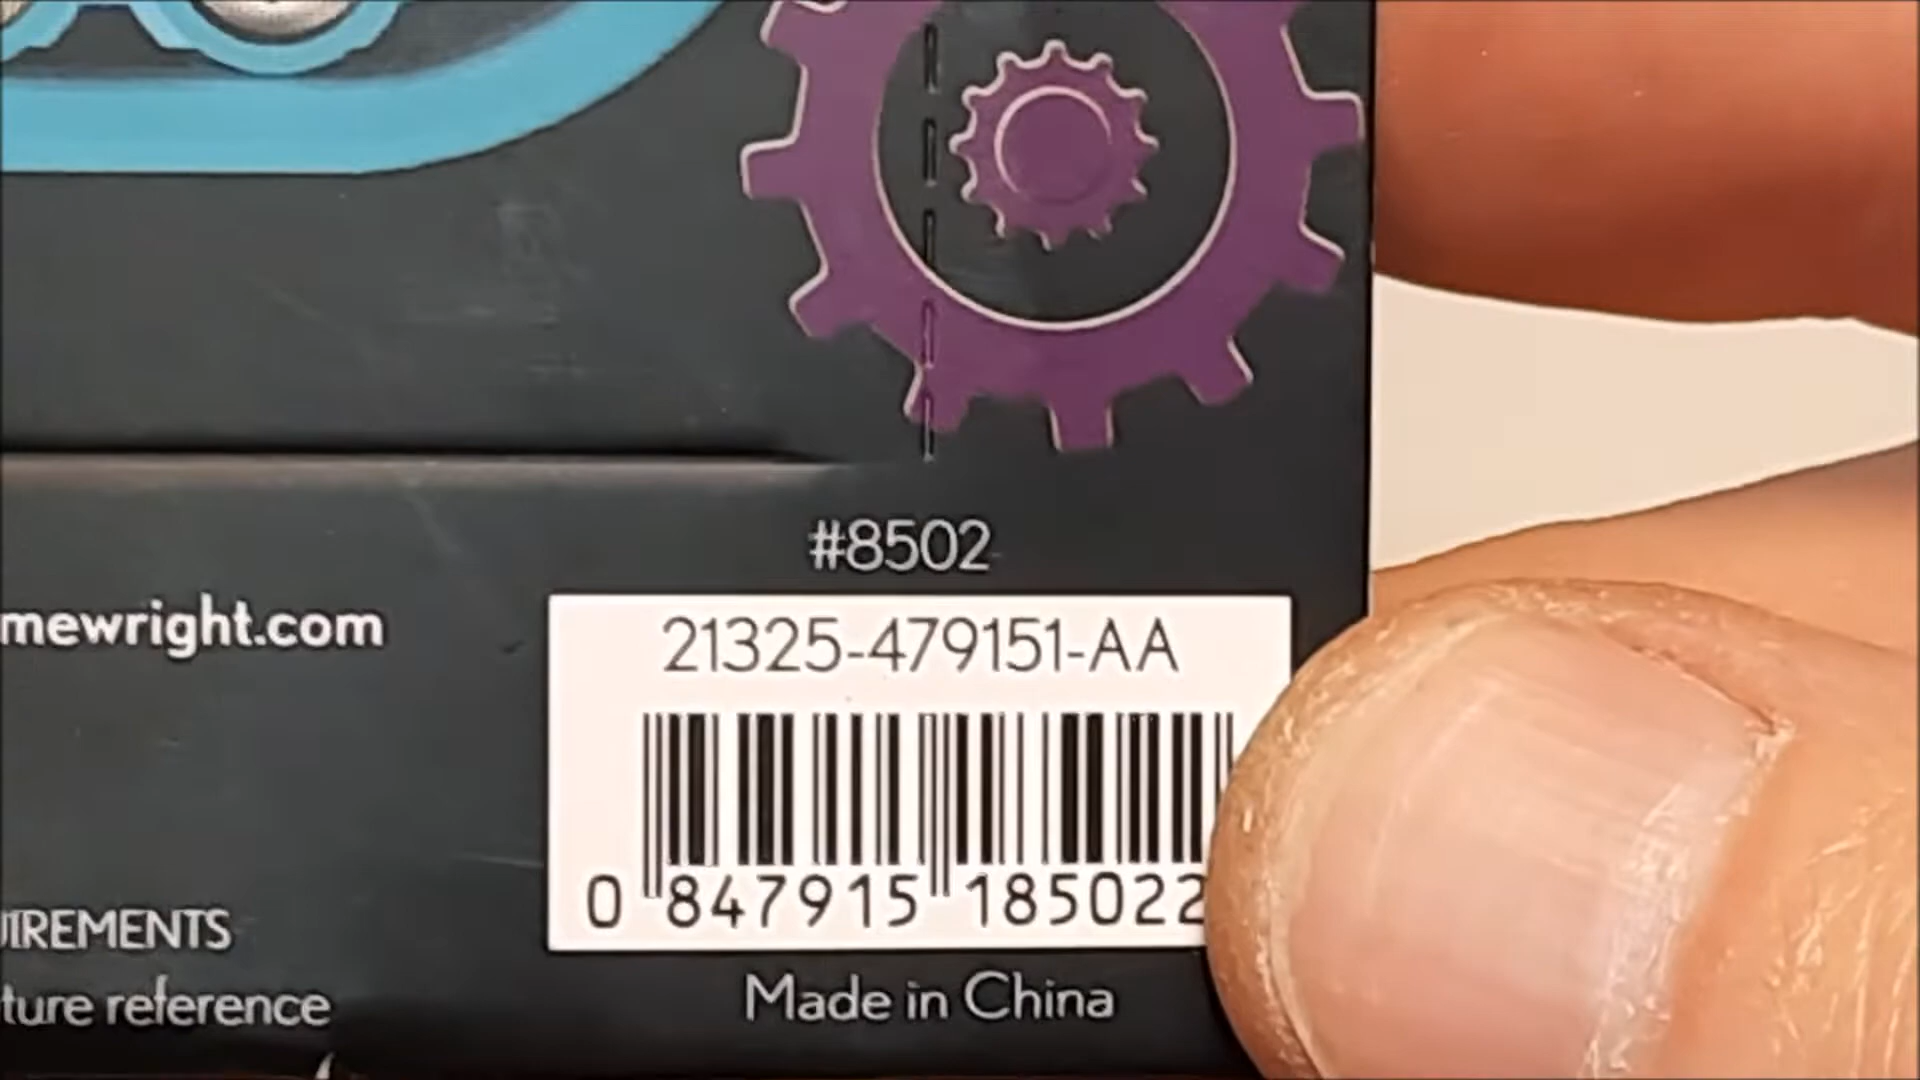 #8502
mewright.com
21325-479151-AA
0 847915 185022
UIREMENTS
ture reference
Made in China